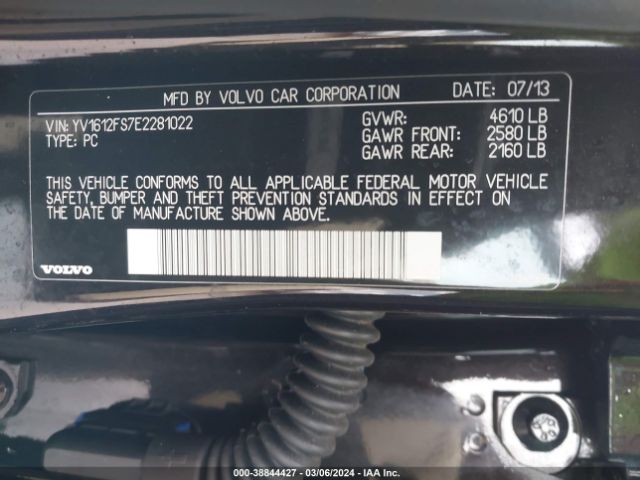 MFD BY VOLVO CAR CORPORATION DATE: 07/13
VIN: YV1612FS7E2281022 GVWR: 4610 LB
TYPE: PC GAWR FRONT: 2580 LB
GAWR REAR: 2160 LB
THIS VEHICLE CONFORMS TO ALL APPLICABLE FEDERAL MOTOR VEHICLE
SAFETY, BUMPER AND THEFT PREVENTION STANDARDS IN EFFECT ON
THE DATE OF MANUFACTURE SHOWN ABOVE.
VOLVO
000-38844427 - 03/06/2024 - IAA Inc.